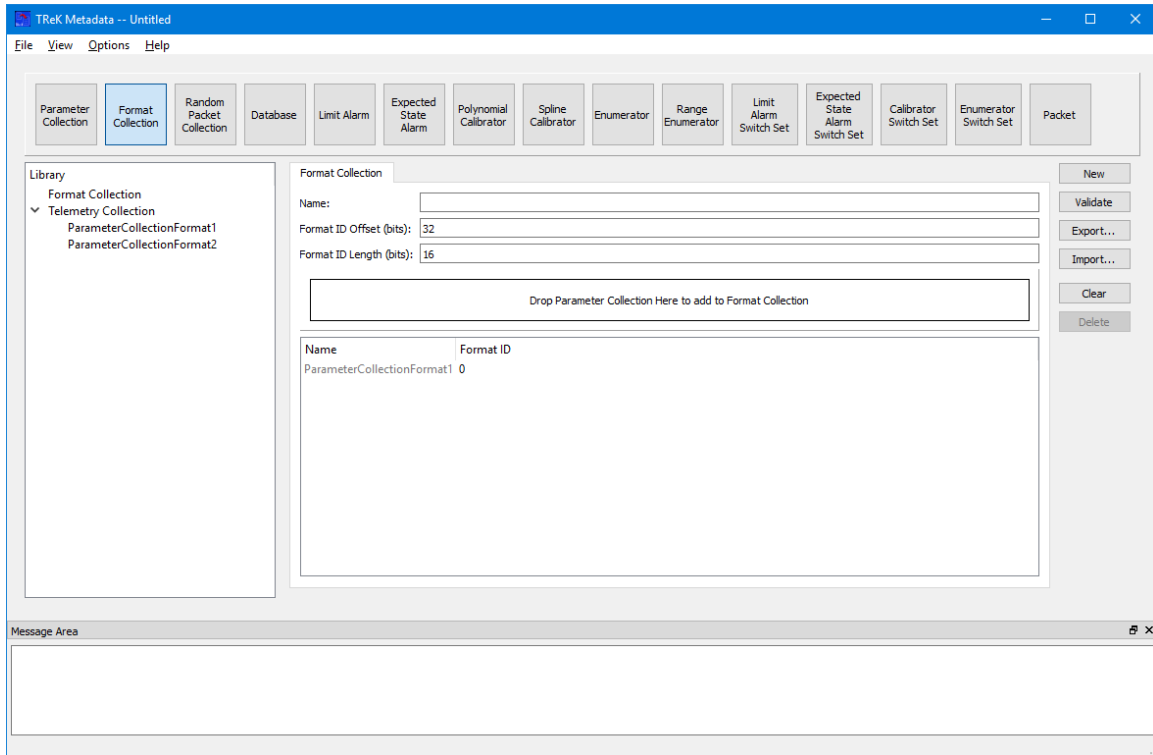 TReK Metadata -- Untitled
File View Options Help
Parameter Collection
Format Collection
Random Packet Collection
Database
Limit Alarm
Expected State Alarm
Polynomial Calibrator
Spline Calibrator
Enumerator
Range Enumerator
Limit Alarm Switch Set
Expected State Alarm Switch Set
Calibrator Switch Set
Enumerator Switch Set
Packet
Library
Format Collection
Telemetry Collection
ParameterCollectionFormat1
ParameterCollectionFormat2
Format Collection
Name:
Format ID Offset (bits): 32
Format ID Length (bits): 16
Drop Parameter Collection Here to add to Format Collection
Name Format ID
ParameterCollectionFormat1 0
New
Validate
Export...
Import...
Clear
Delete
Message Area